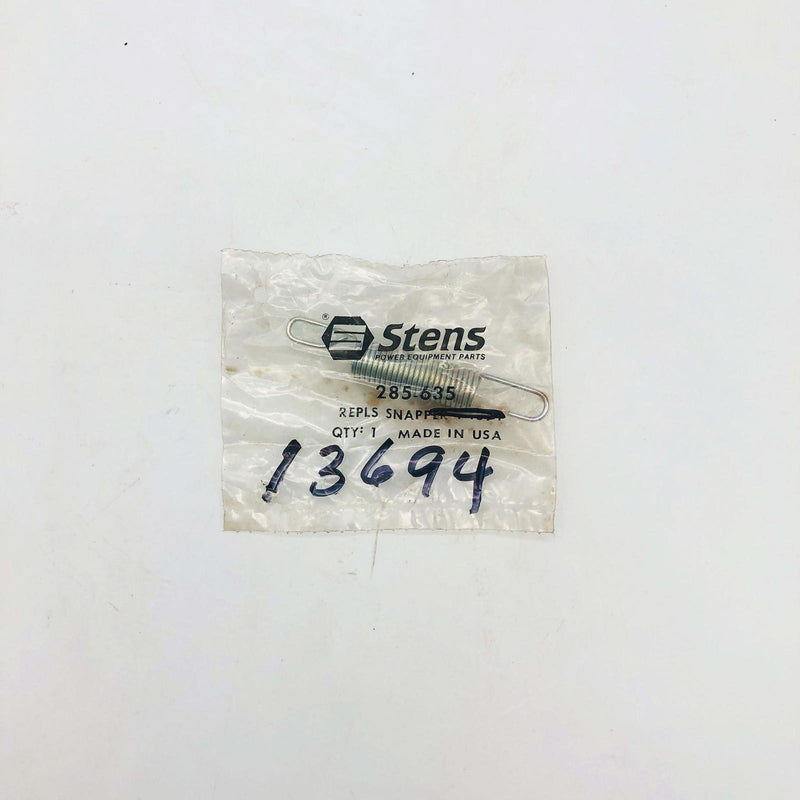 ® Stens
POWER EQUIPMENT PARTS
285-635
REPLS SNAPPER
QTY: 1 MADE IN USA
13694